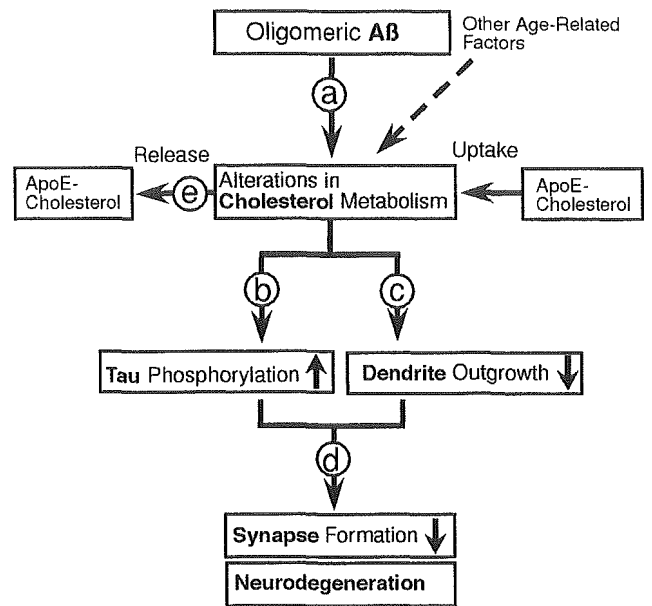 Oligomeric Aß
Other Age-Related
Factors
a
Release
Uptake
ApoE-
Cholesterol
e
Alterations in
Cholesterol Metabolism
ApoE-
Cholesterol
b
c
Tau Phosphorylation
Dendrite Outgrowth
d
Synapse Formation
Neurodegeneration